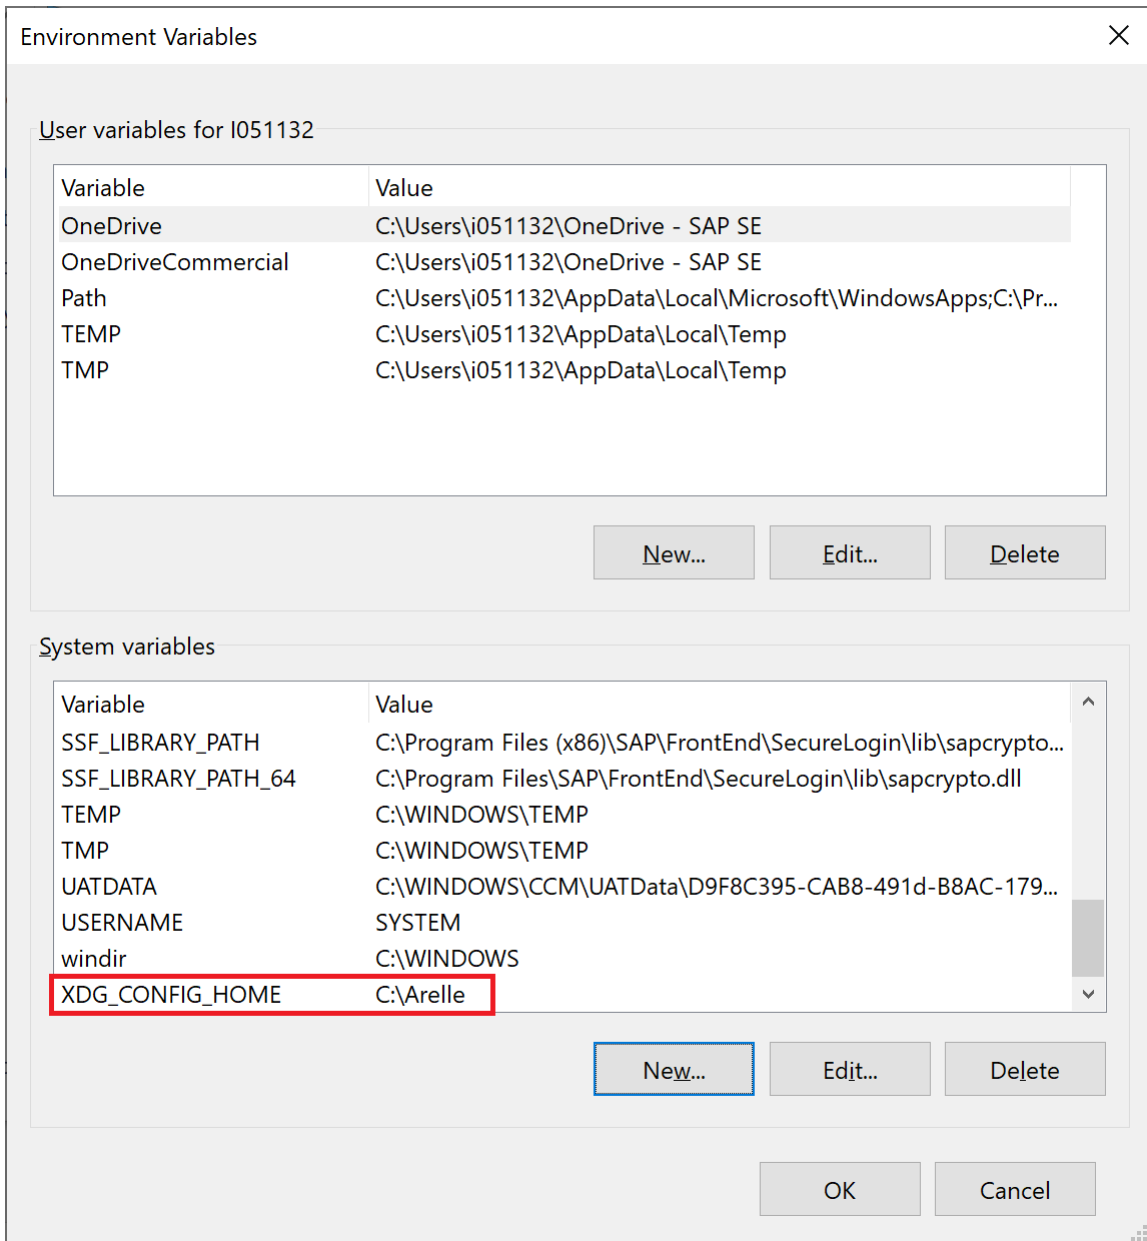 Environment Variables
User variables for I051132
Variable Value
OneDrive C:\Users\i051132\OneDrive - SAP SE
OneDriveCommercial C:\Users\i051132\OneDrive - SAP SE
Path C:\Users\i051132\AppData\Local\Microsoft\WindowsApps;C:\Pr...
TEMP C:\Users\i051132\AppData\Local\Temp
TMP C:\Users\i051132\AppData\Local\Temp
New... Edit... Delete
System variables
Variable Value
SSF_LIBRARY_PATH C:\Program Files (x86)\SAP\FrontEnd\SecureLogin\lib\sapcrypto...
SSF_LIBRARY_PATH_64 C:\Program Files\SAP\FrontEnd\SecureLogin\lib\sapcrypto.dll
TEMP C:\WINDOWS\TEMP
TMP C:\WINDOWS\TEMP
UATDATA C:\WINDOWS\CCM\UATData\D9F8C395-CAB8-491d-B8AC-179...
USERNAME SYSTEM
windir C:\WINDOWS
XDG_CONFIG_HOME C:\Arelle
New... Edit... Delete
OK Cancel